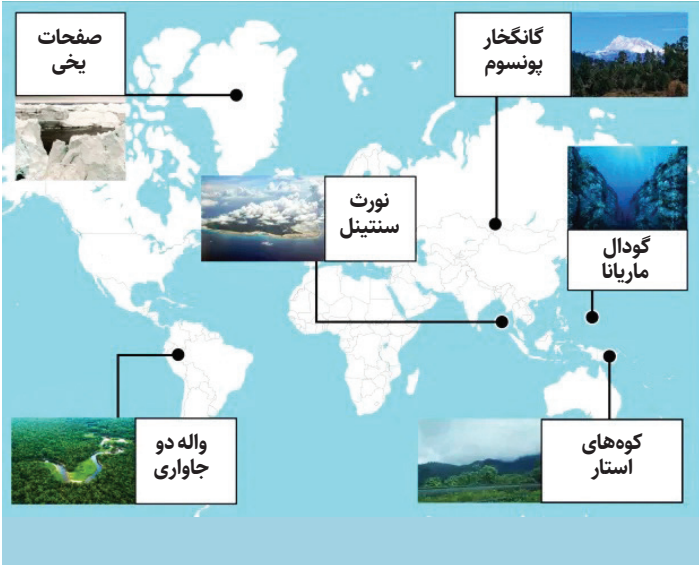 صفحات
یخی
گانگخار
پونسوم
نورث
سنتینل
گودال
ماریانا
واله دو
جاواری
کوه‌های
استار